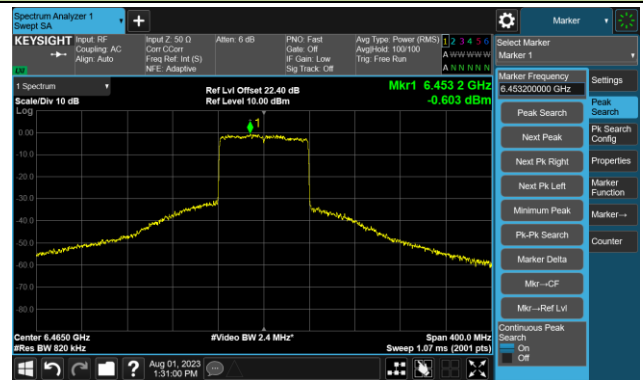 Spectrum Analyzer 1
Swept SA
Marker
KEYSIGHT
Input: RF
Coupling: AC
Align: Auto
Input Z: 50 Ω
Corr CCorr
Freq Ref: Int (S)
NFE: Adaptive
Atten: 6 dB
PNO: Fast
Gate: Off
IF Gain: Low
Sig Track: Off
Avg Type: Power (RMS)
Avg|Hold: 100/100
Trig: Free Run
1 2 3 4 5 6
A W W W W W
A N N N N N
LW
Select Marker
Marker 1
1 Spectrum
Scale/Div 10 dB
Log
Ref Lvl Offset 22.40 dB
Ref Level 10.00 dBm
Mkr1 6.453 2 GHz
-0.603 dBm
1
0.00
-10.0
-20.0
-30.0
-40.0
-50.0
-60.0
-70.0
-80.0
Center 6.4650 GHz
#Res BW 820 kHz
#Video BW 2.4 MHz*
Span 400.0 MHz
Sweep 1.07 ms (2001 pts)
Marker Frequency
6.453200000 GHz
Peak Search
Next Peak
Next Pk Right
Next Pk Left
Minimum Peak
Pk-Pk Search
Marker Delta
Mkr→CF
Mkr→Ref Lvl
Continuous Peak
Search
On
Off
Settings
Peak
Search
Pk Search
Config
Properties
Marker
Function
Marker→
Counter
?
Aug 01, 2023
1:31:00 PM